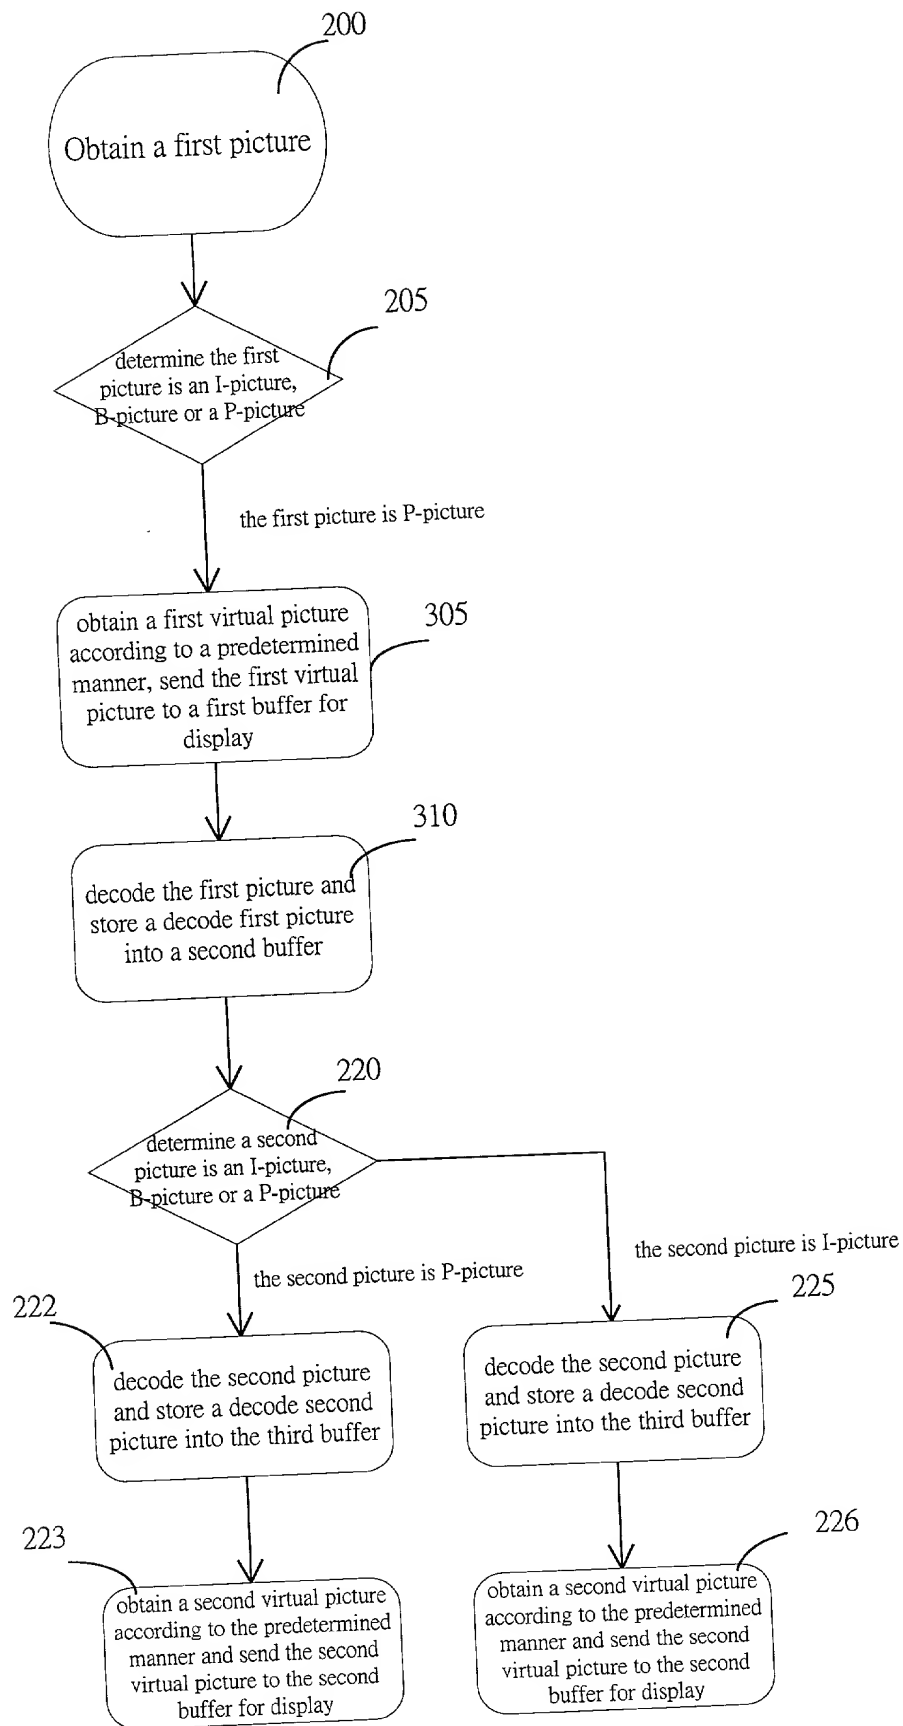 200
Obtain a first picture
205
determine the first
picture is an I-picture,
B-picture or a P-picture
the first picture is P-picture
305
obtain a first virtual picture
according to a predetermined
manner, send the first virtual
picture to a first buffer for
display
310
decode the first picture and
store a decode first picture
into a second buffer
220
determine a second
picture is an I-picture,
B-picture or a P-picture
the second picture is P-picture
the second picture is I-picture
222
decode the second picture
and store a decode second
picture into the third buffer
225
decode the second picture
and store a decode second
picture into the third buffer
223
obtain a second virtual picture
according to the predetermined
manner and send the second
virtual picture to the second
buffer for display
226
obtain a second virtual picture
according to the predetermined
manner and send the second
virtual picture to the second
buffer for display